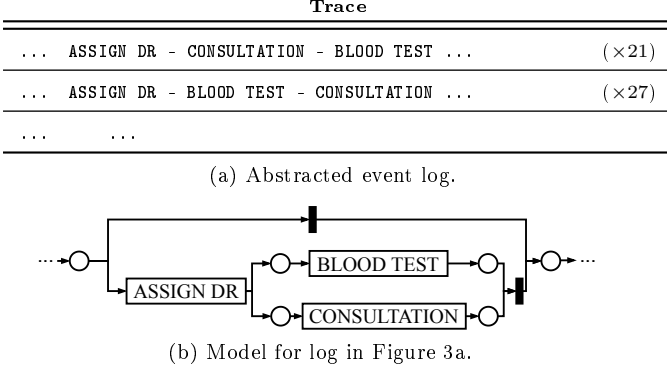 Trace
... ASSIGN DR - CONSULTATION - BLOOD TEST ... (×21)
... ASSIGN DR - BLOOD TEST - CONSULTATION ... (×27)
... ...
(a) Abstracted event log.
... ...
BLOOD TEST
ASSIGN DR
CONSULTATION
(b) Model for log in Figure 3a.